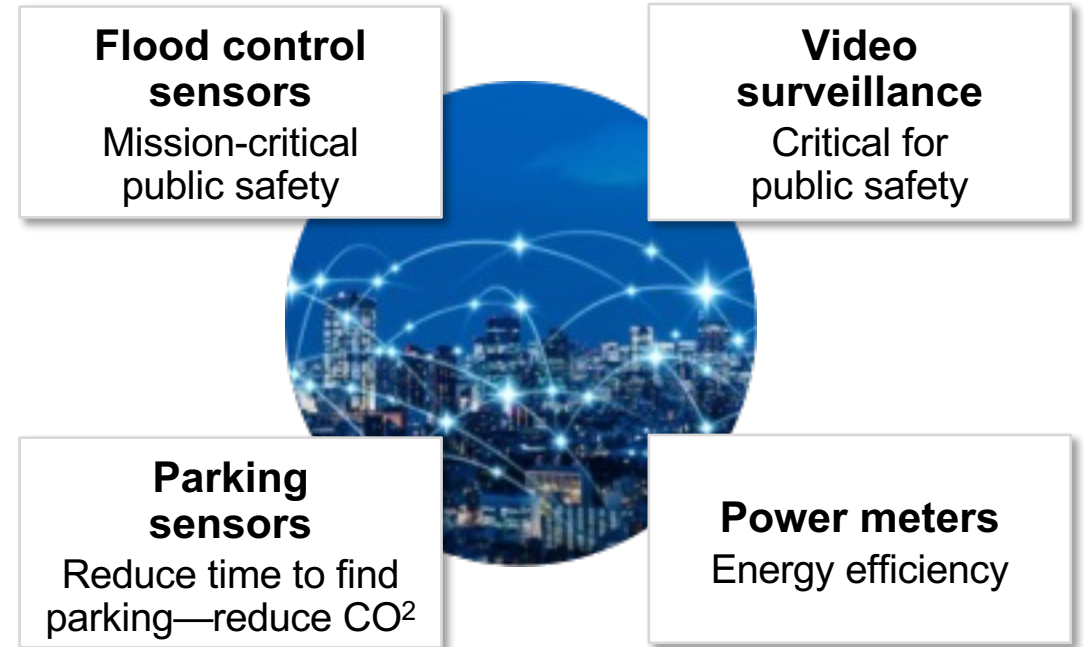 Flood control
sensors
Mission-critical
public safety
Video
surveillance
Critical for
public safety
Parking
sensors
Reduce time to find
parking—reduce CO²
Power meters
Energy efficiency